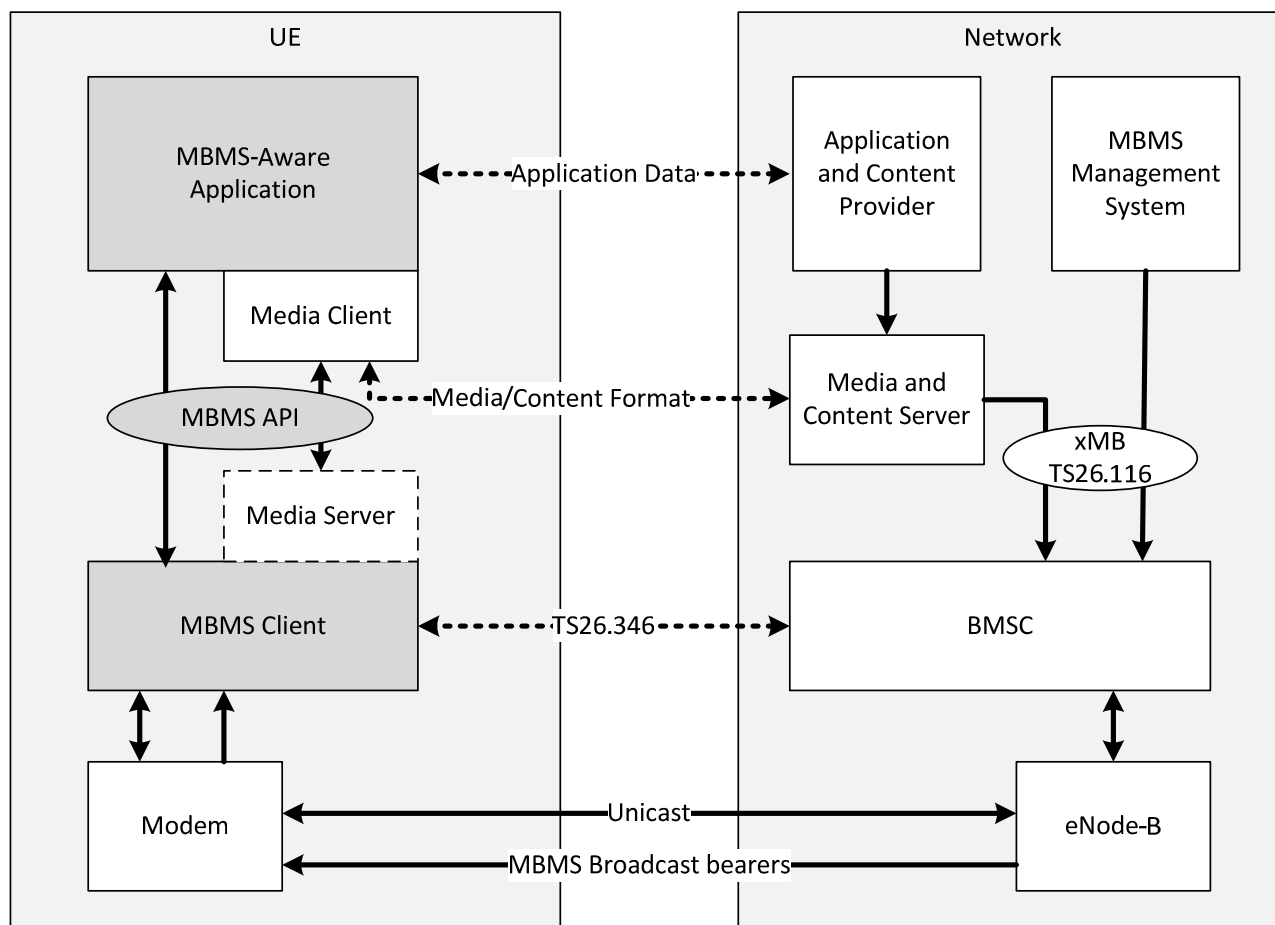 UE
Network
MBMS-Aware
Application
Application Data
Application
and Content
Provider
MBMS
Management
System
Media Client
Media/Content Format
Media and
Content Server
MBMS API
xMB
TS26.116
Media Server
MBMS Client
TS26.346
BMSC
Modem
Unicast
eNode-B
MBMS Broadcast bearers